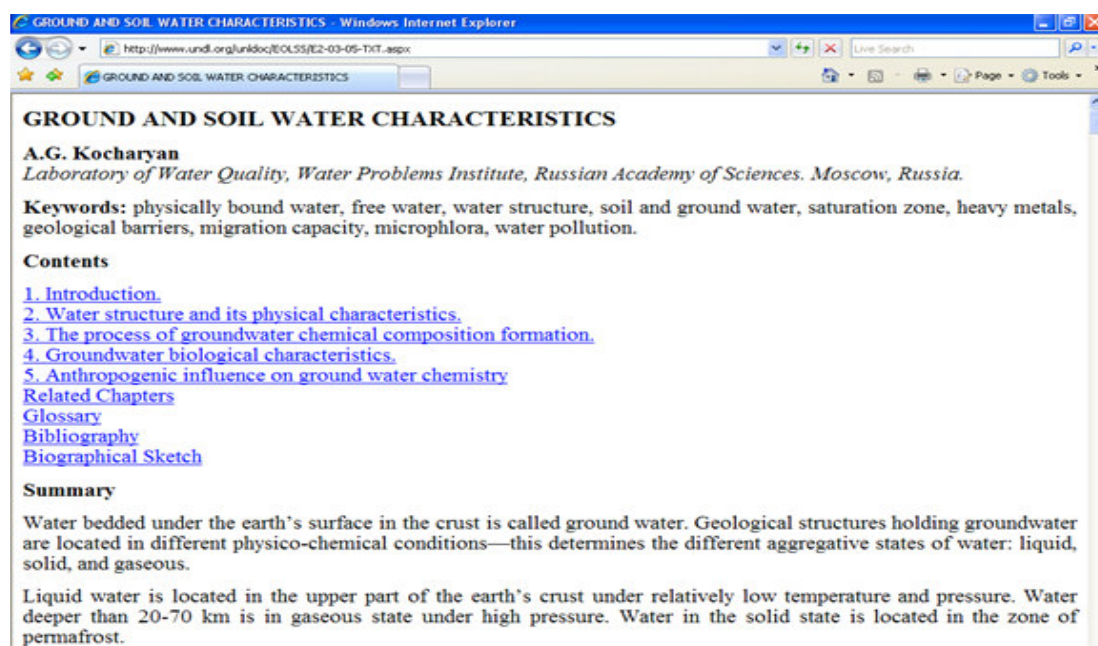 GROUND AND SOIL WATER CHARACTERISTICS - Windows Internet Explorer
http://www.undl.org/unldoc/EOLSS/E2-03-05-TXT.aspx
Live Search
GROUND AND SOIL WATER CHARACTERISTICS
Page
Tools
GROUND AND SOIL WATER CHARACTERISTICS
A.G. Kocharyan
Laboratory of Water Quality, Water Problems Institute, Russian Academy of Sciences. Moscow, Russia.
Keywords: physically bound water, free water, water structure, soil and ground water, saturation zone, heavy metals,
geological barriers, migration capacity, microphlora, water pollution.
Contents
1. Introduction.
2. Water structure and its physical characteristics.
3. The process of groundwater chemical composition formation.
4. Groundwater biological characteristics.
5. Anthropogenic influence on ground water chemistry
Related Chapters
Glossary
Bibliography
Biographical Sketch
Summary
Water bedded under the earth's surface in the crust is called ground water. Geological structures holding groundwater
are located in different physico-chemical conditions—this determines the different aggregative states of water: liquid,
solid, and gaseous.
Liquid water is located in the upper part of the earth's crust under relatively low temperature and pressure. Water
deeper than 20-70 km is in gaseous state under high pressure. Water in the solid state is located in the zone of
permafrost.